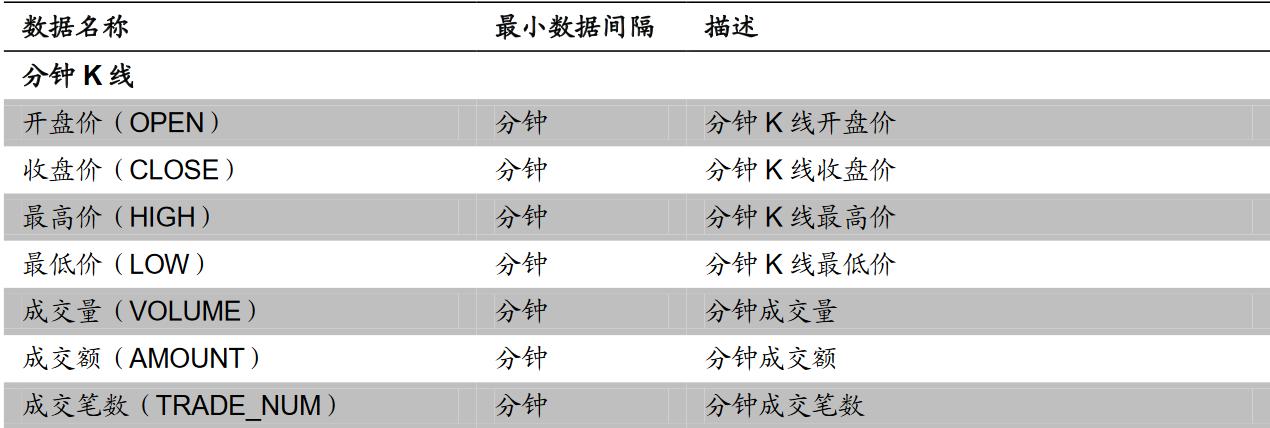 数据名称 最小数据间隔 描述
分钟 K 线
开盘价（OPEN） 分钟 分钟 K 线开盘价
收盘价（CLOSE） 分钟 分钟 K 线收盘价
最高价（HIGH） 分钟 分钟 K 线最高价
最低价（LOW） 分钟 分钟 K 线最低价
成交量（VOLUME） 分钟 分钟成交量
成交额（AMOUNT） 分钟 分钟成交额
成交笔数（TRADE_NUM） 分钟 分钟成交笔数